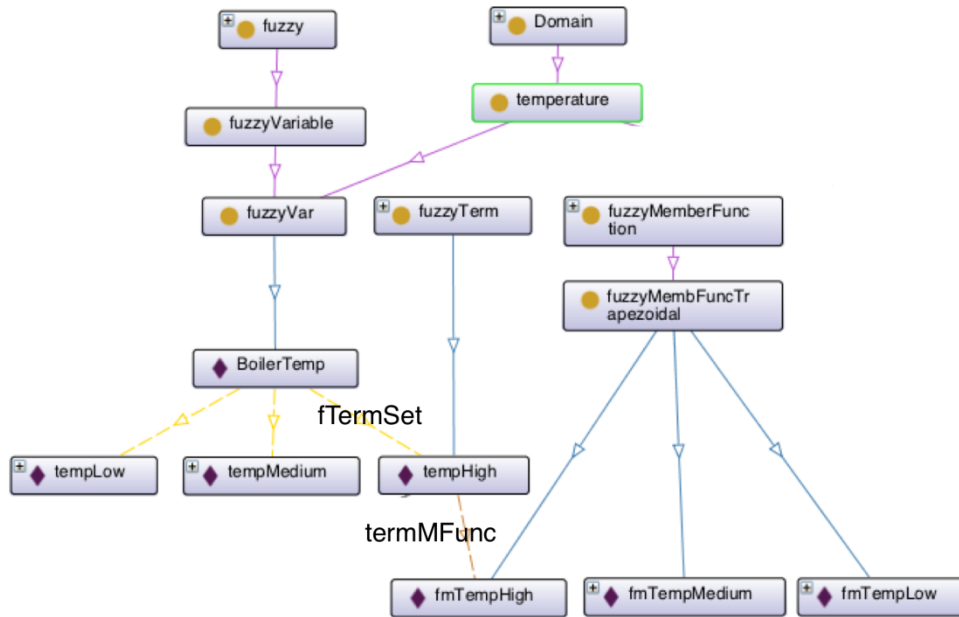 fuzzy
Domain
temperature
fuzzyVariable
fuzzyVar
fuzzyTerm
fuzzyMemberFunc
tion
fuzzyMembFuncTr
apezoidal
BoilerTemp
fTermSet
tempLow
tempMedium
tempHigh
termMFunc
fmTempHigh
fmTempMedium
fmTempLow